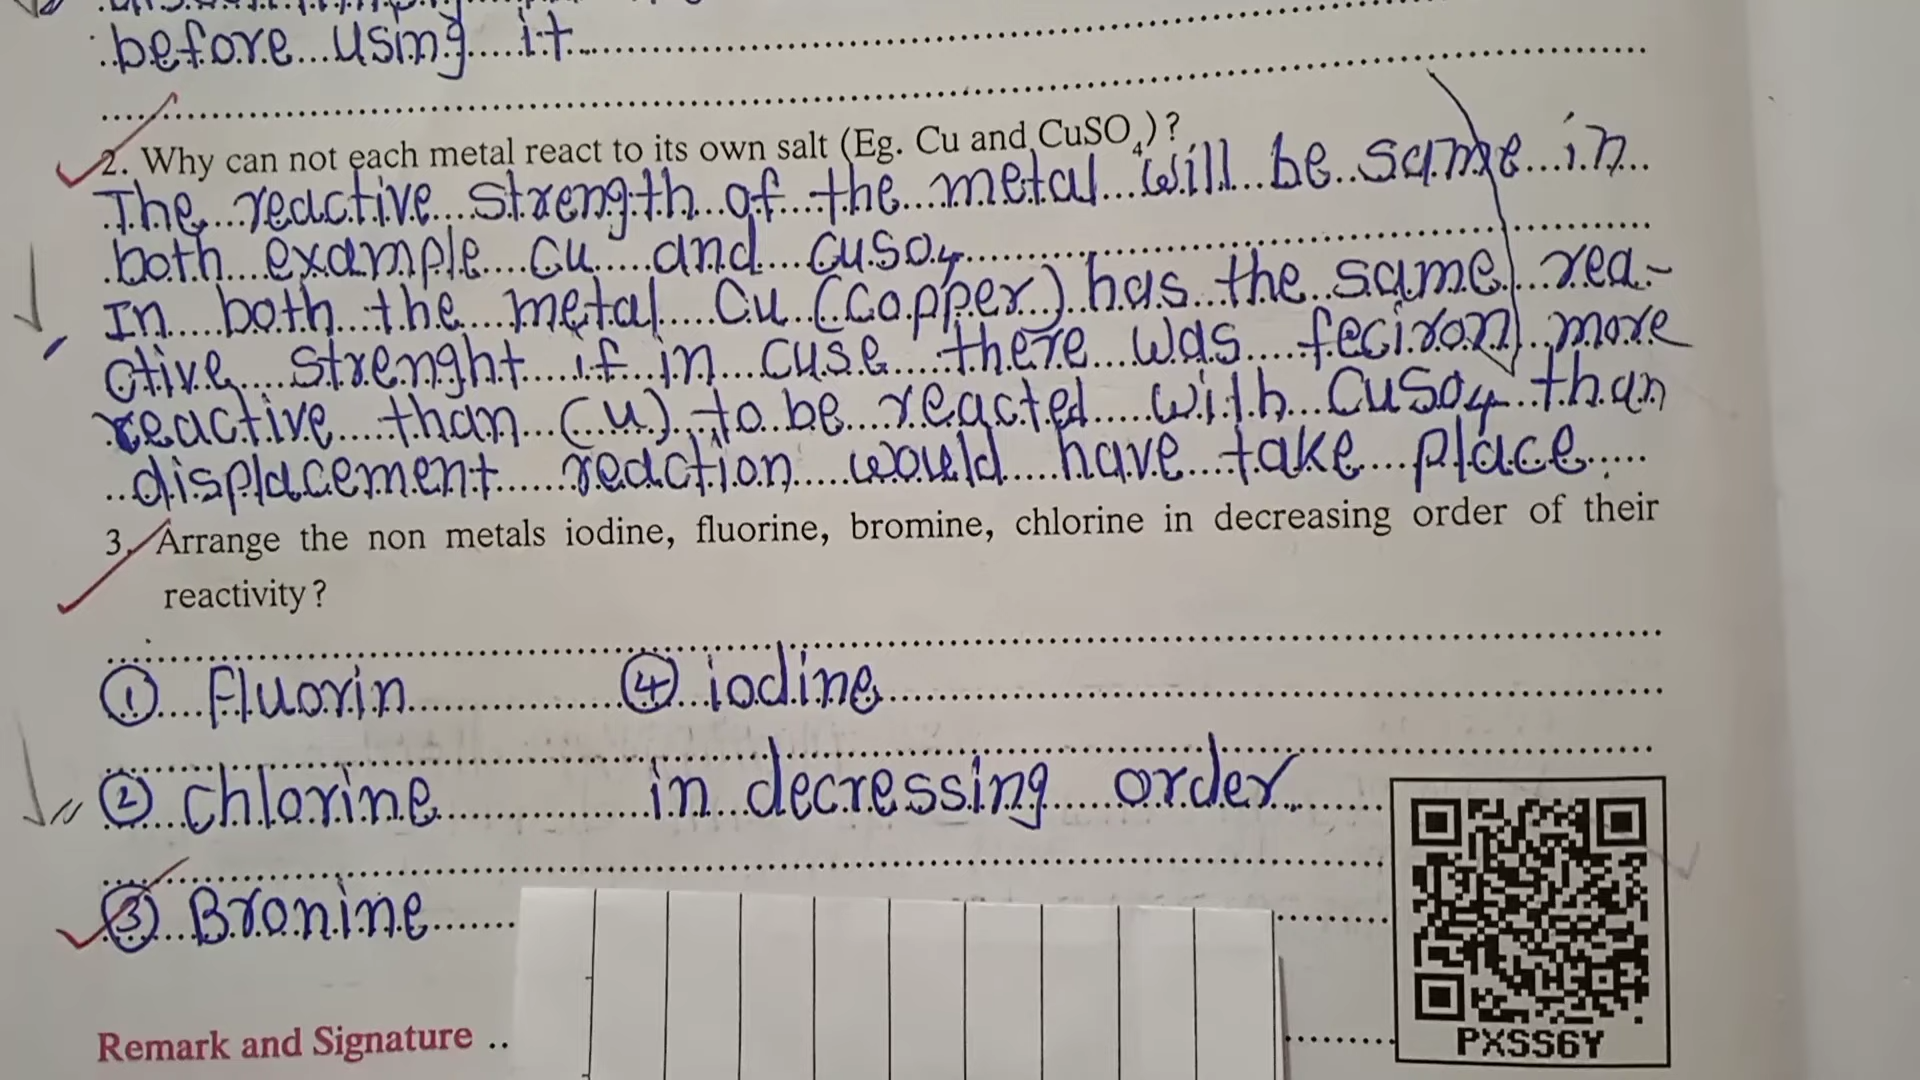 before using it
2. Why can not each metal react to its own salt (Eg. Cu and CuSO4)?
The reactive strength of the metal will be same in
both example Cu and CuSO4
In both the metal Cu (Copper) has the same rea-
ctive strenght if in cuse there was fe(iron) more
reactive than (cu) to be reacted with CuSO4 than
displacement reaction would have take place
3. Arrange the non metals iodine, fluorine, bromine, chlorine in decreasing order of their
reactivity?
① Fluorin ④ iodine
② Chlorine in decressing order
③ Bronine
Remark and Signature
PXSS6Y